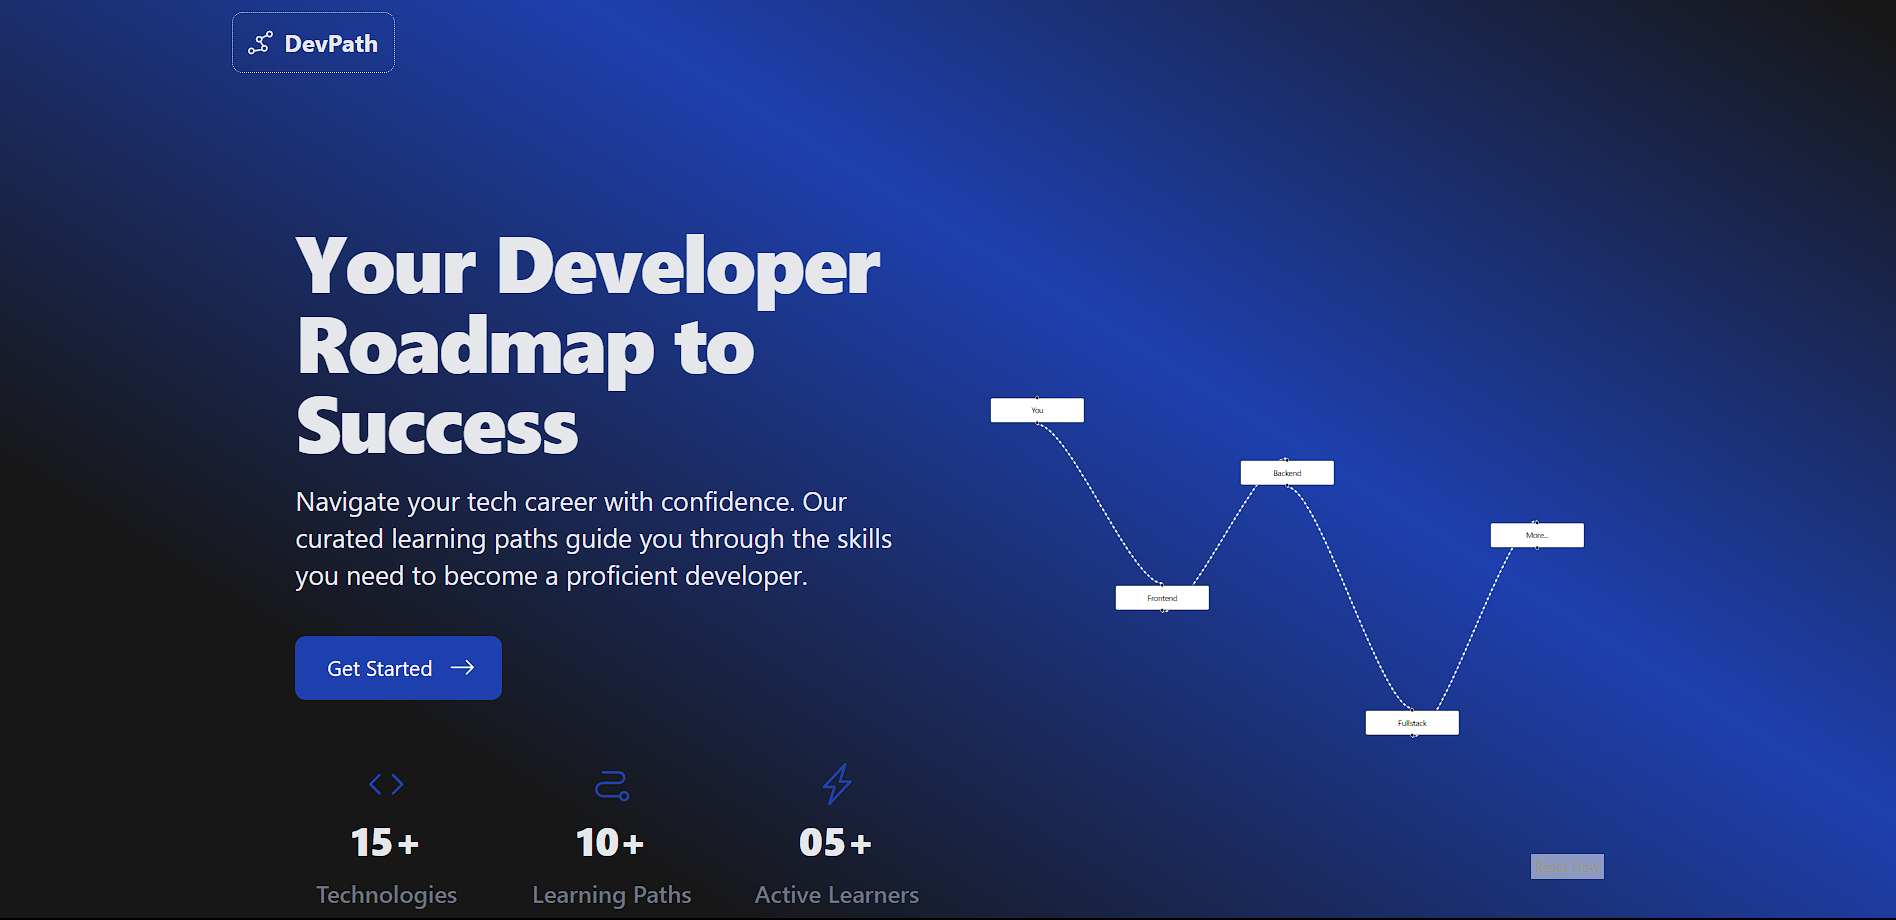 DevPath
Your Developer
Roadmap to
Success
Navigate your tech career with confidence. Our
curated learning paths guide you through the skills
you need to become a proficient developer.
Get Started
15+
Technologies
10+
Learning Paths
05+
Active Learners
You
Backend
More...
Frontend
Fullstack
React Flow